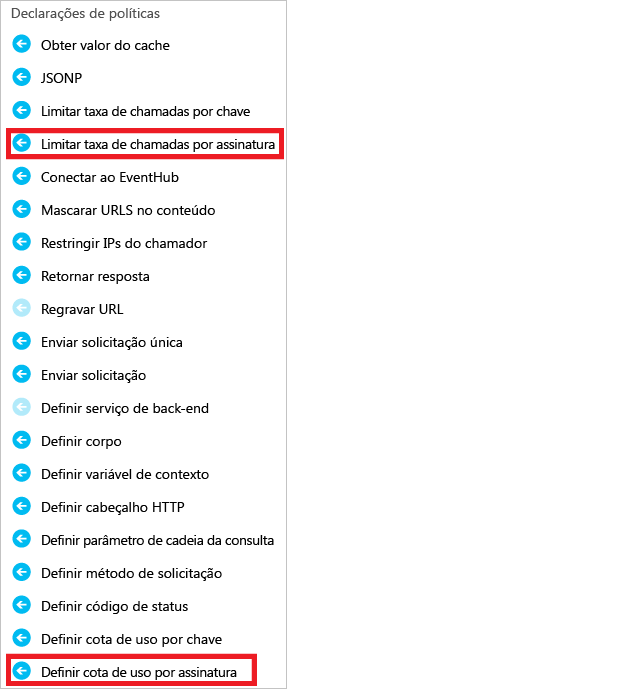 Declarações de políticas
Obter valor do cache
JSONP
Limitar taxa de chamadas por chave
Limitar taxa de chamadas por assinatura
Conectar ao EventHub
Mascarar URLS no conteúdo
Restringir IPs do chamador
Retornar resposta
Regravar URL
Enviar solicitação única
Enviar solicitação
Definir serviço de back-end
Definir corpo
Definir variável de contexto
Definir cabeçalho HTTP
Definir parâmetro de cadeia da consulta
Definir método de solicitação
Definir código de status
Definir cota de uso por chave
Definir cota de uso por assinatura